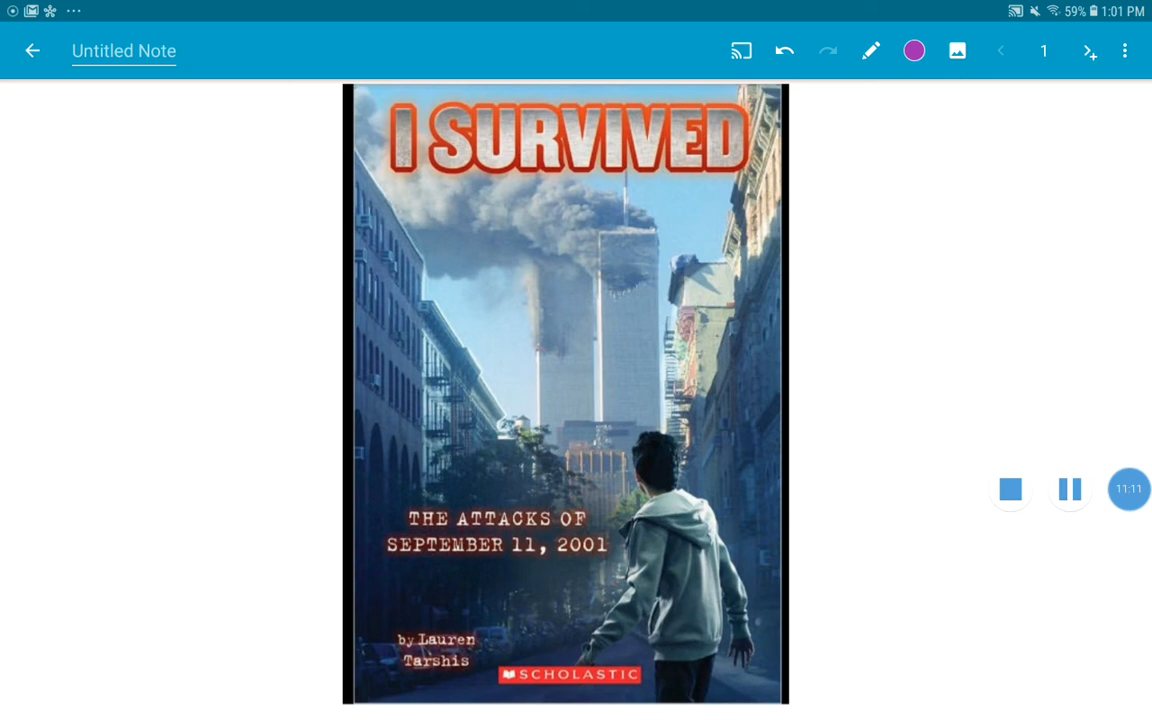 59% 1:01 PM
Untitled Note
1
I SURVIVED
THE ATTACKS OF
SEPTEMBER 11, 2001
by Lauren
Tarshis
SCHOLASTIC
11:11